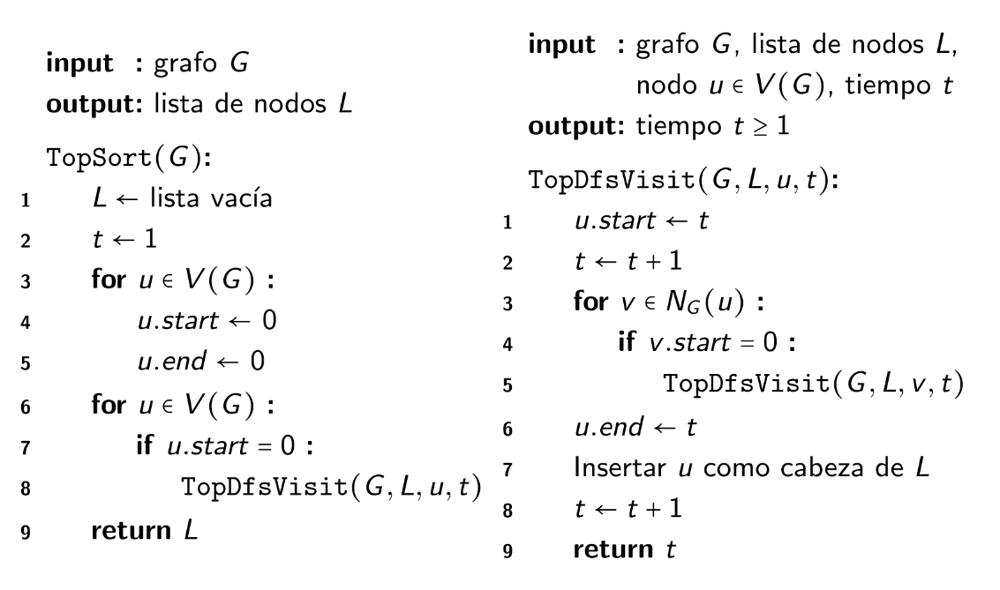 input : grafo G
output: lista de nodos L
TopSort(G):
1 L ← lista vacía
2 t ← 1
3 for u ∈ V(G) :
4 u.start ← 0
5 u.end ← 0
6 for u ∈ V(G) :
7 if u.start = 0 :
8 TopDfsVisit(G, L, u, t)
9 return L
input : grafo G, lista de nodos L,
nodo u ∈ V(G), tiempo t
output: tiempo t ≥ 1
TopDfsVisit(G, L, u, t):
1 u.start ← t
2 t ← t + 1
3 for v ∈ N_G(u) :
4 if v.start = 0 :
5 TopDfsVisit(G, L, v, t)
6 u.end ← t
7 Insertar u como cabeza de L
8 t ← t + 1
9 return t